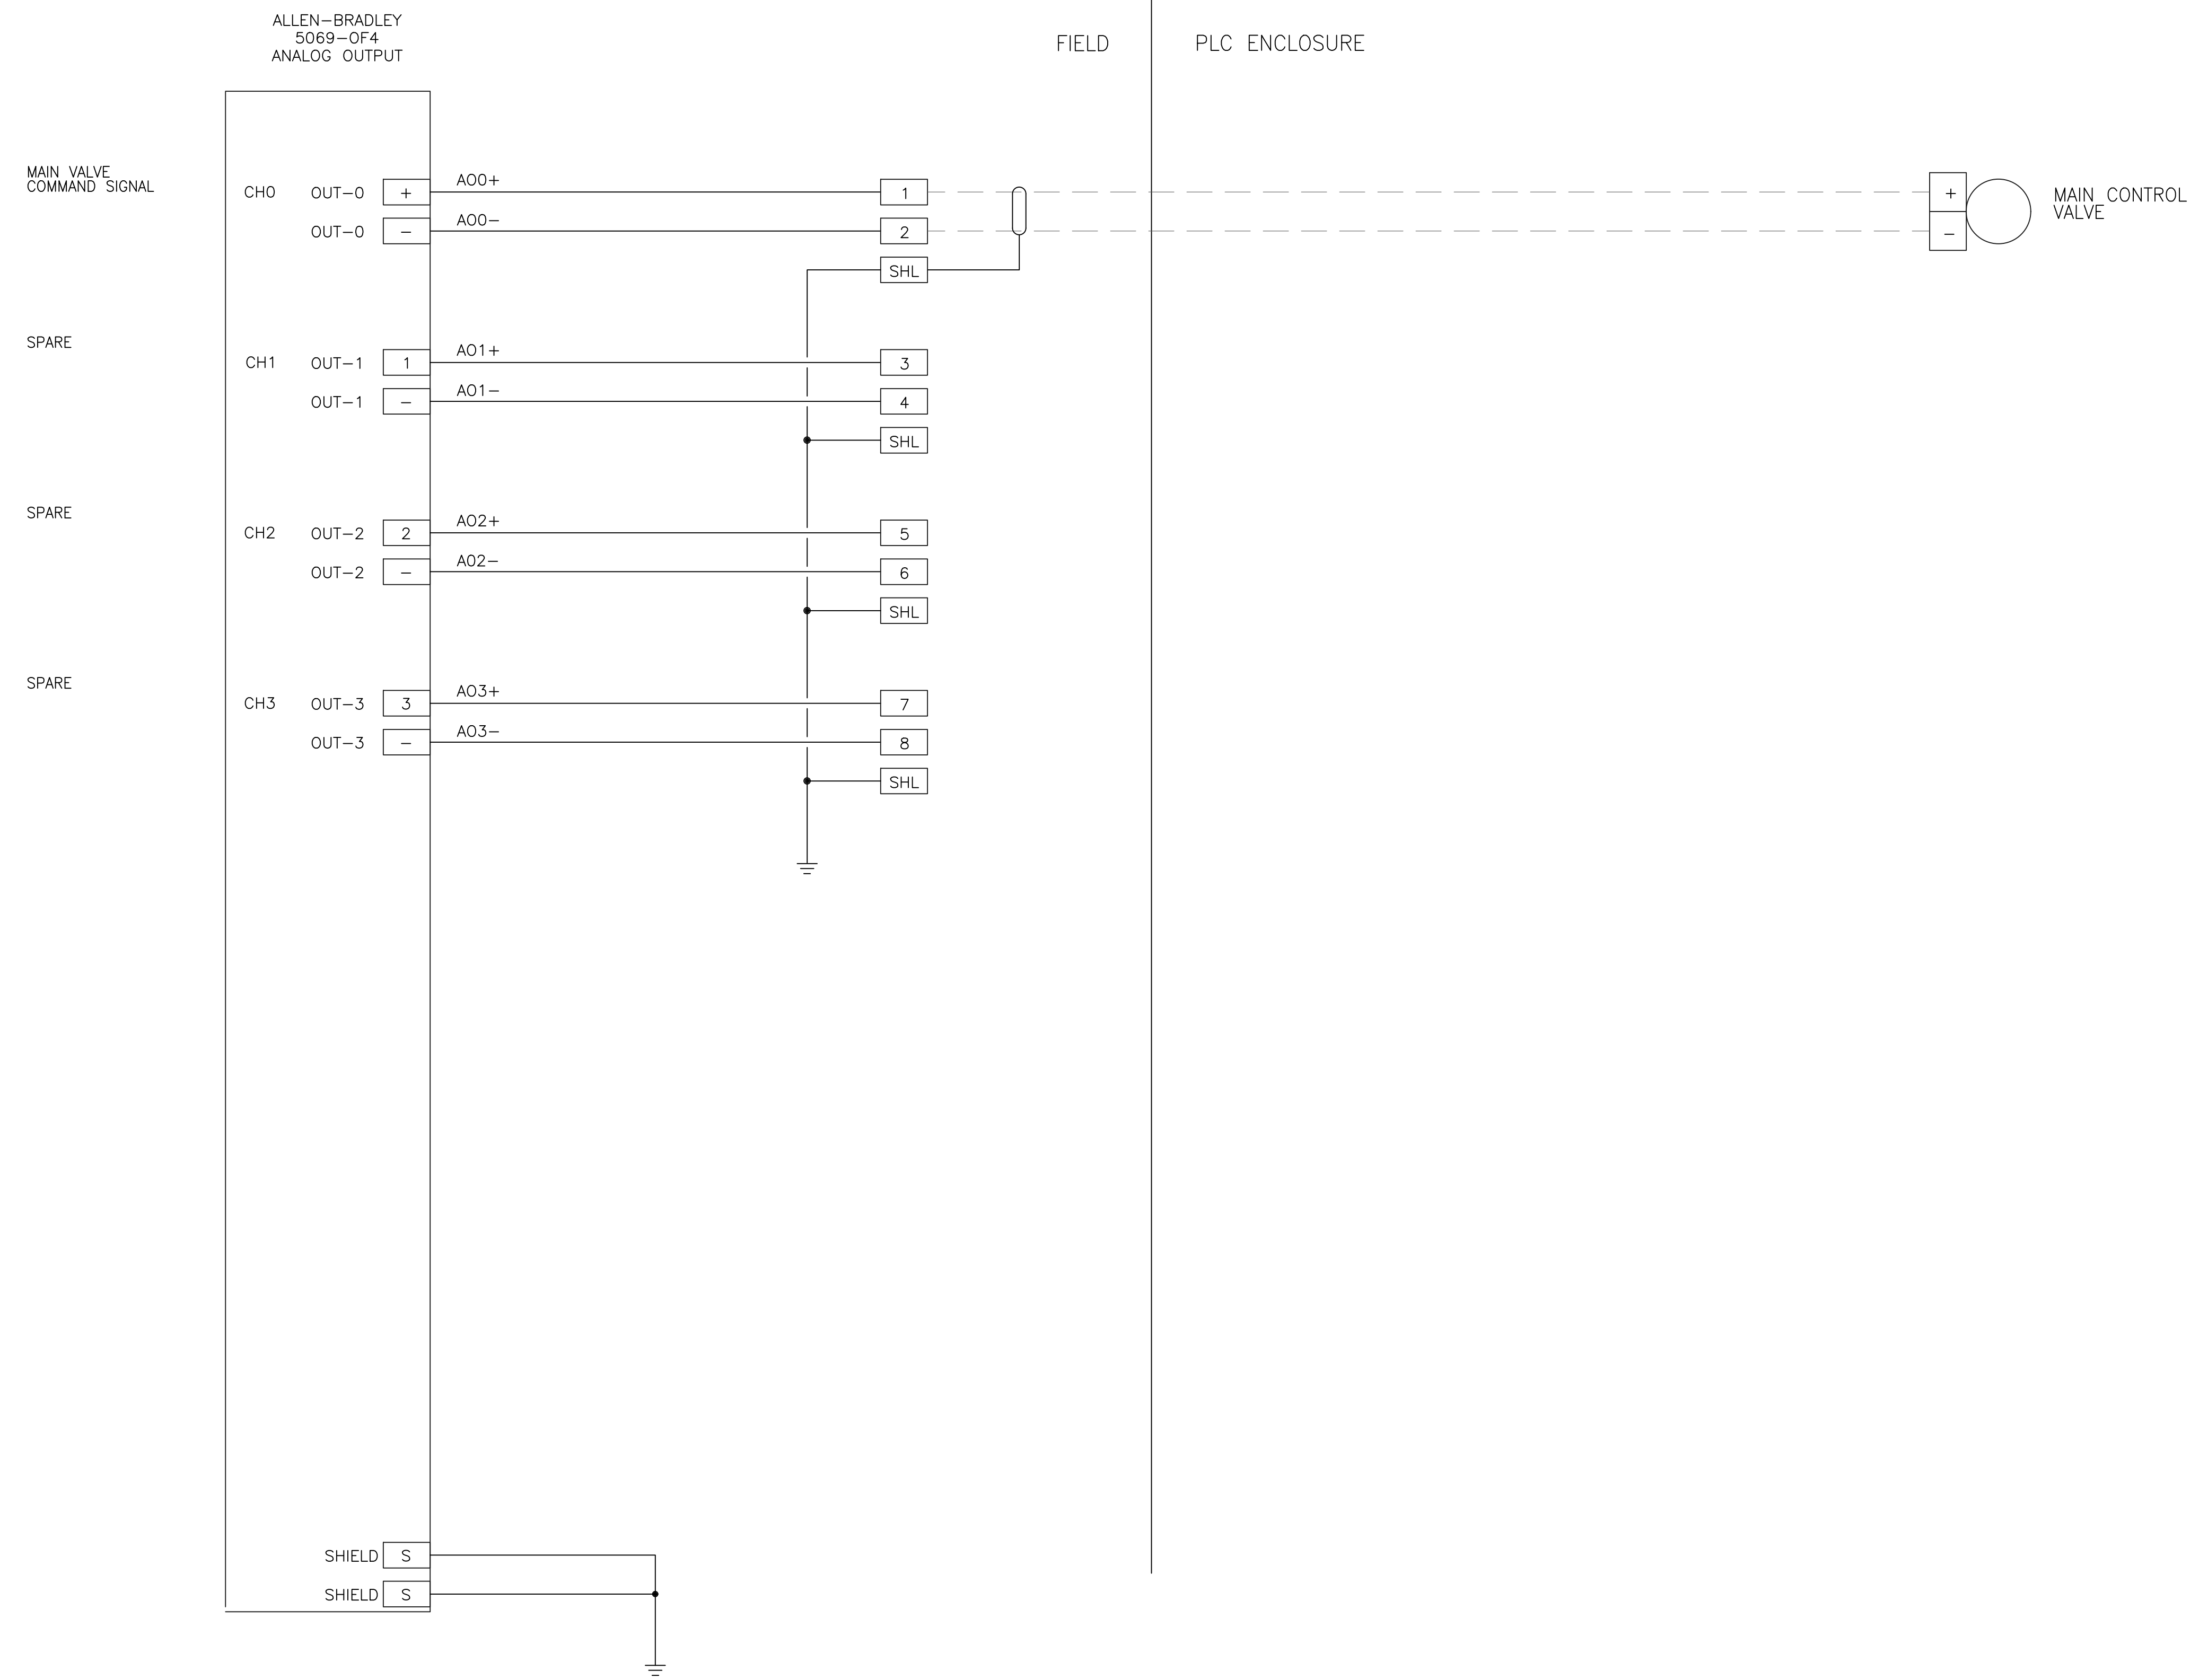 ALLEN-BRADLEY
5069-OF4
ANALOG OUTPUT
FIELD
PLC ENCLOSURE
MAIN VALVE
COMMAND SIGNAL
CH0 OUT-0 + AO0+ 1
OUT-0 - AO0- 2
SHL
+
-
MAIN CONTROL
VALVE
SPARE
CH1 OUT-1 1 AO1+ 3
OUT-1 - AO1- 4
SHL
SPARE
CH2 OUT-2 2 AO2+ 5
OUT-2 - AO2- 6
SHL
SPARE
CH3 OUT-3 3 AO3+ 7
OUT-3 - AO3- 8
SHL
SHIELD S
SHIELD S